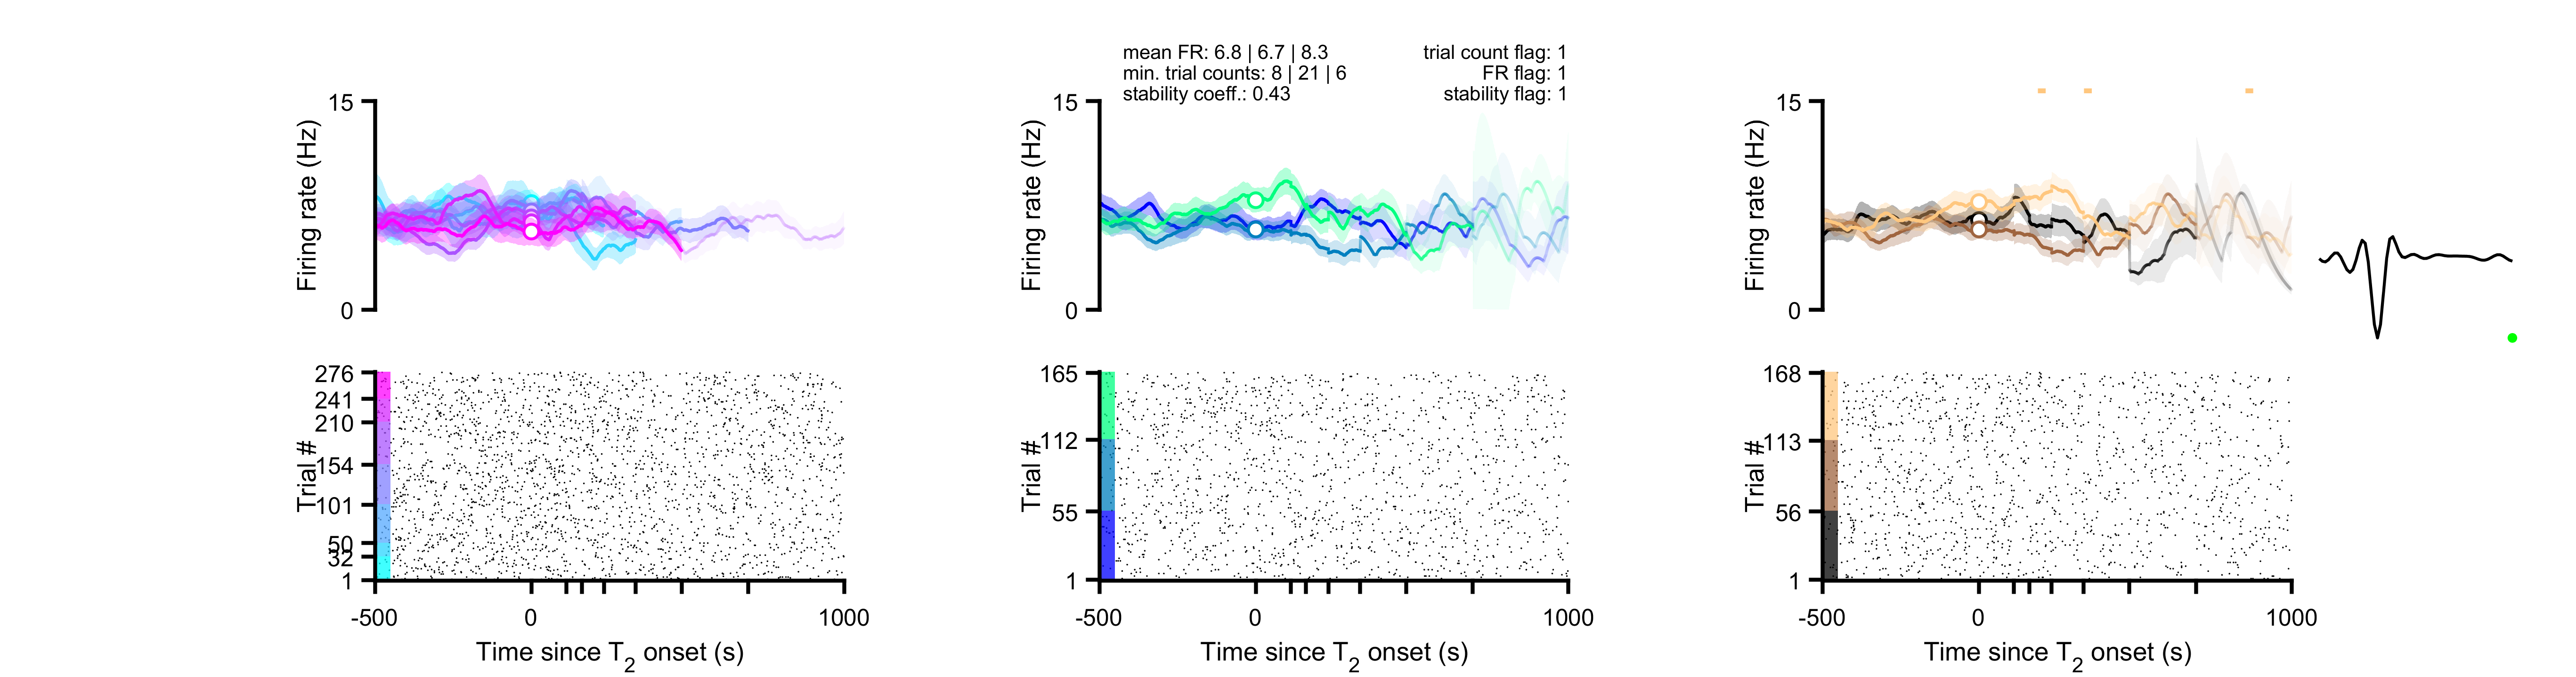 mean FR: 6.8 | 6.7 | 8.3
min. trial counts: 8 | 21 | 6
stability coeff.: 0.43
trial count flag: 1
FR flag: 1
stability flag: 1
15
Firing rate (Hz)
0
15
Firing rate (Hz)
0
15
Firing rate (Hz)
0
276
241
210
154
101
50
32
1
Trial #
-500
0
1000
Time since T2 onset (s)
165
112
55
1
Trial #
-500
0
1000
Time since T2 onset (s)
168
113
56
1
Trial #
-500
0
1000
Time since T2 onset (s)